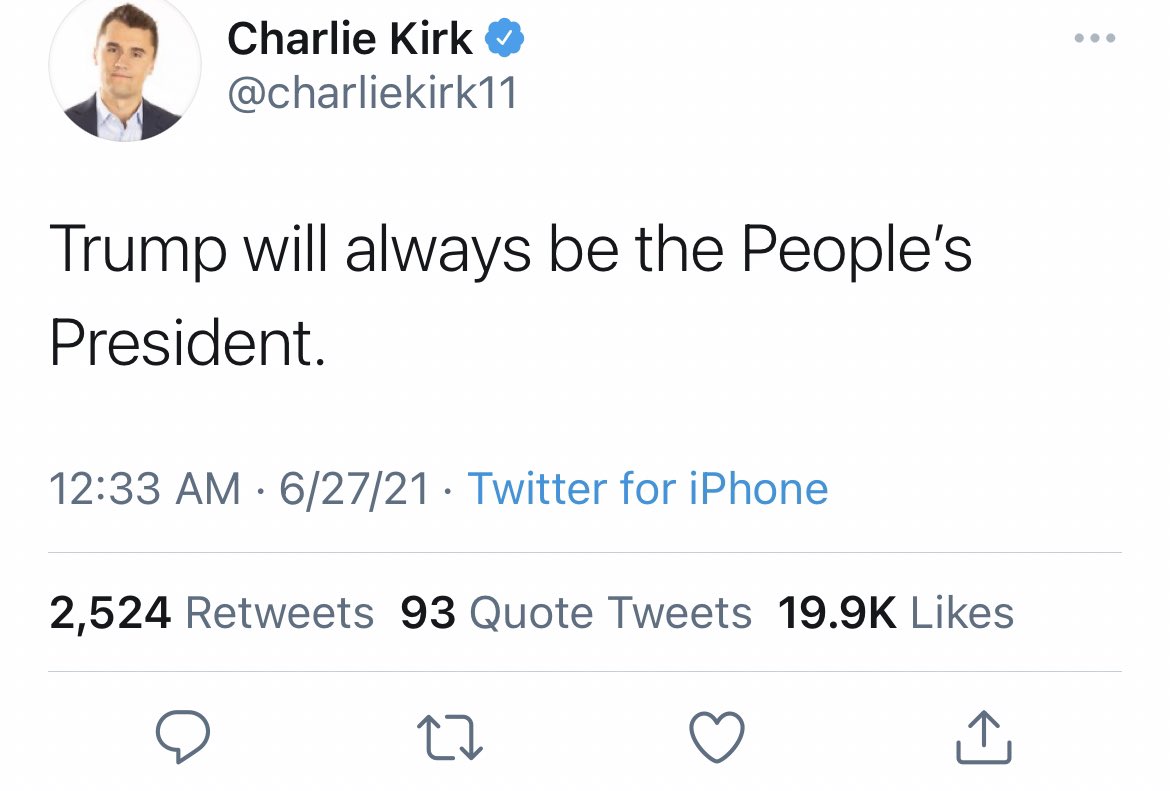 Charlie Kirk
@charliekirk11
Trump will always be the People’s
President.
12:33 AM · 6/27/21 · Twitter for iPhone
2,524 Retweets 93 Quote Tweets 19.9K Likes